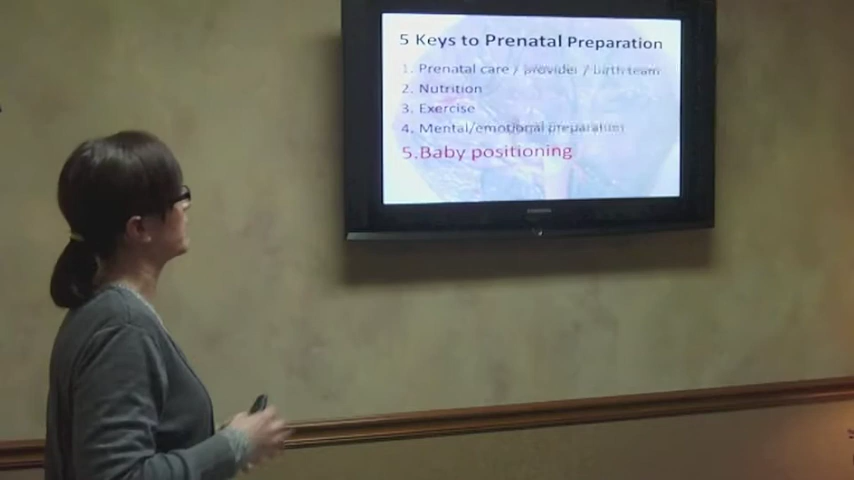 5 Keys to Prenatal Preparation
1. Prenatal care / provider / birth team
2. Nutrition
3. Exercise
4. Mental/emotional preparation
5.Baby positioning
SAMSUNG